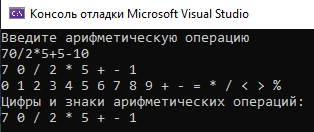 Консоль отладки Microsoft Visual Studio
Введите арифметическую операцию
70/2*5+5-10
7 0 / 2 * 5 + - 1
0 1 2 3 4 5 6 7 8 9 + - = * / < > %
Цифры и знаки арифметических операций:
7 0 / 2 * 5 + - 1